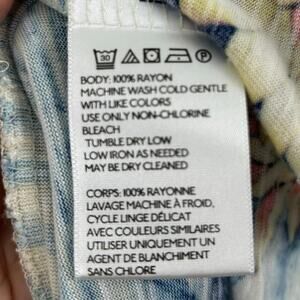 30
BODY: 100% RAYON
MACHINE WASH COLD GENTLE
WITH LIKE COLORS
USE ONLY NON-CHLORINE
BLEACH
TUMBLE DRY LOW
LOW IRON AS NEEDED
MAY BE DRY CLEANED
CORPS: 100% RAYONNE
LAVAGE MACHINE À FROID,
CYCLE LINGE DÉLICAT
AVEC COULEURS SIMILAIRES
UTILISER UNIQUEMENT UN
AGENT DE BLANCHIMENT
SANS CHLORE